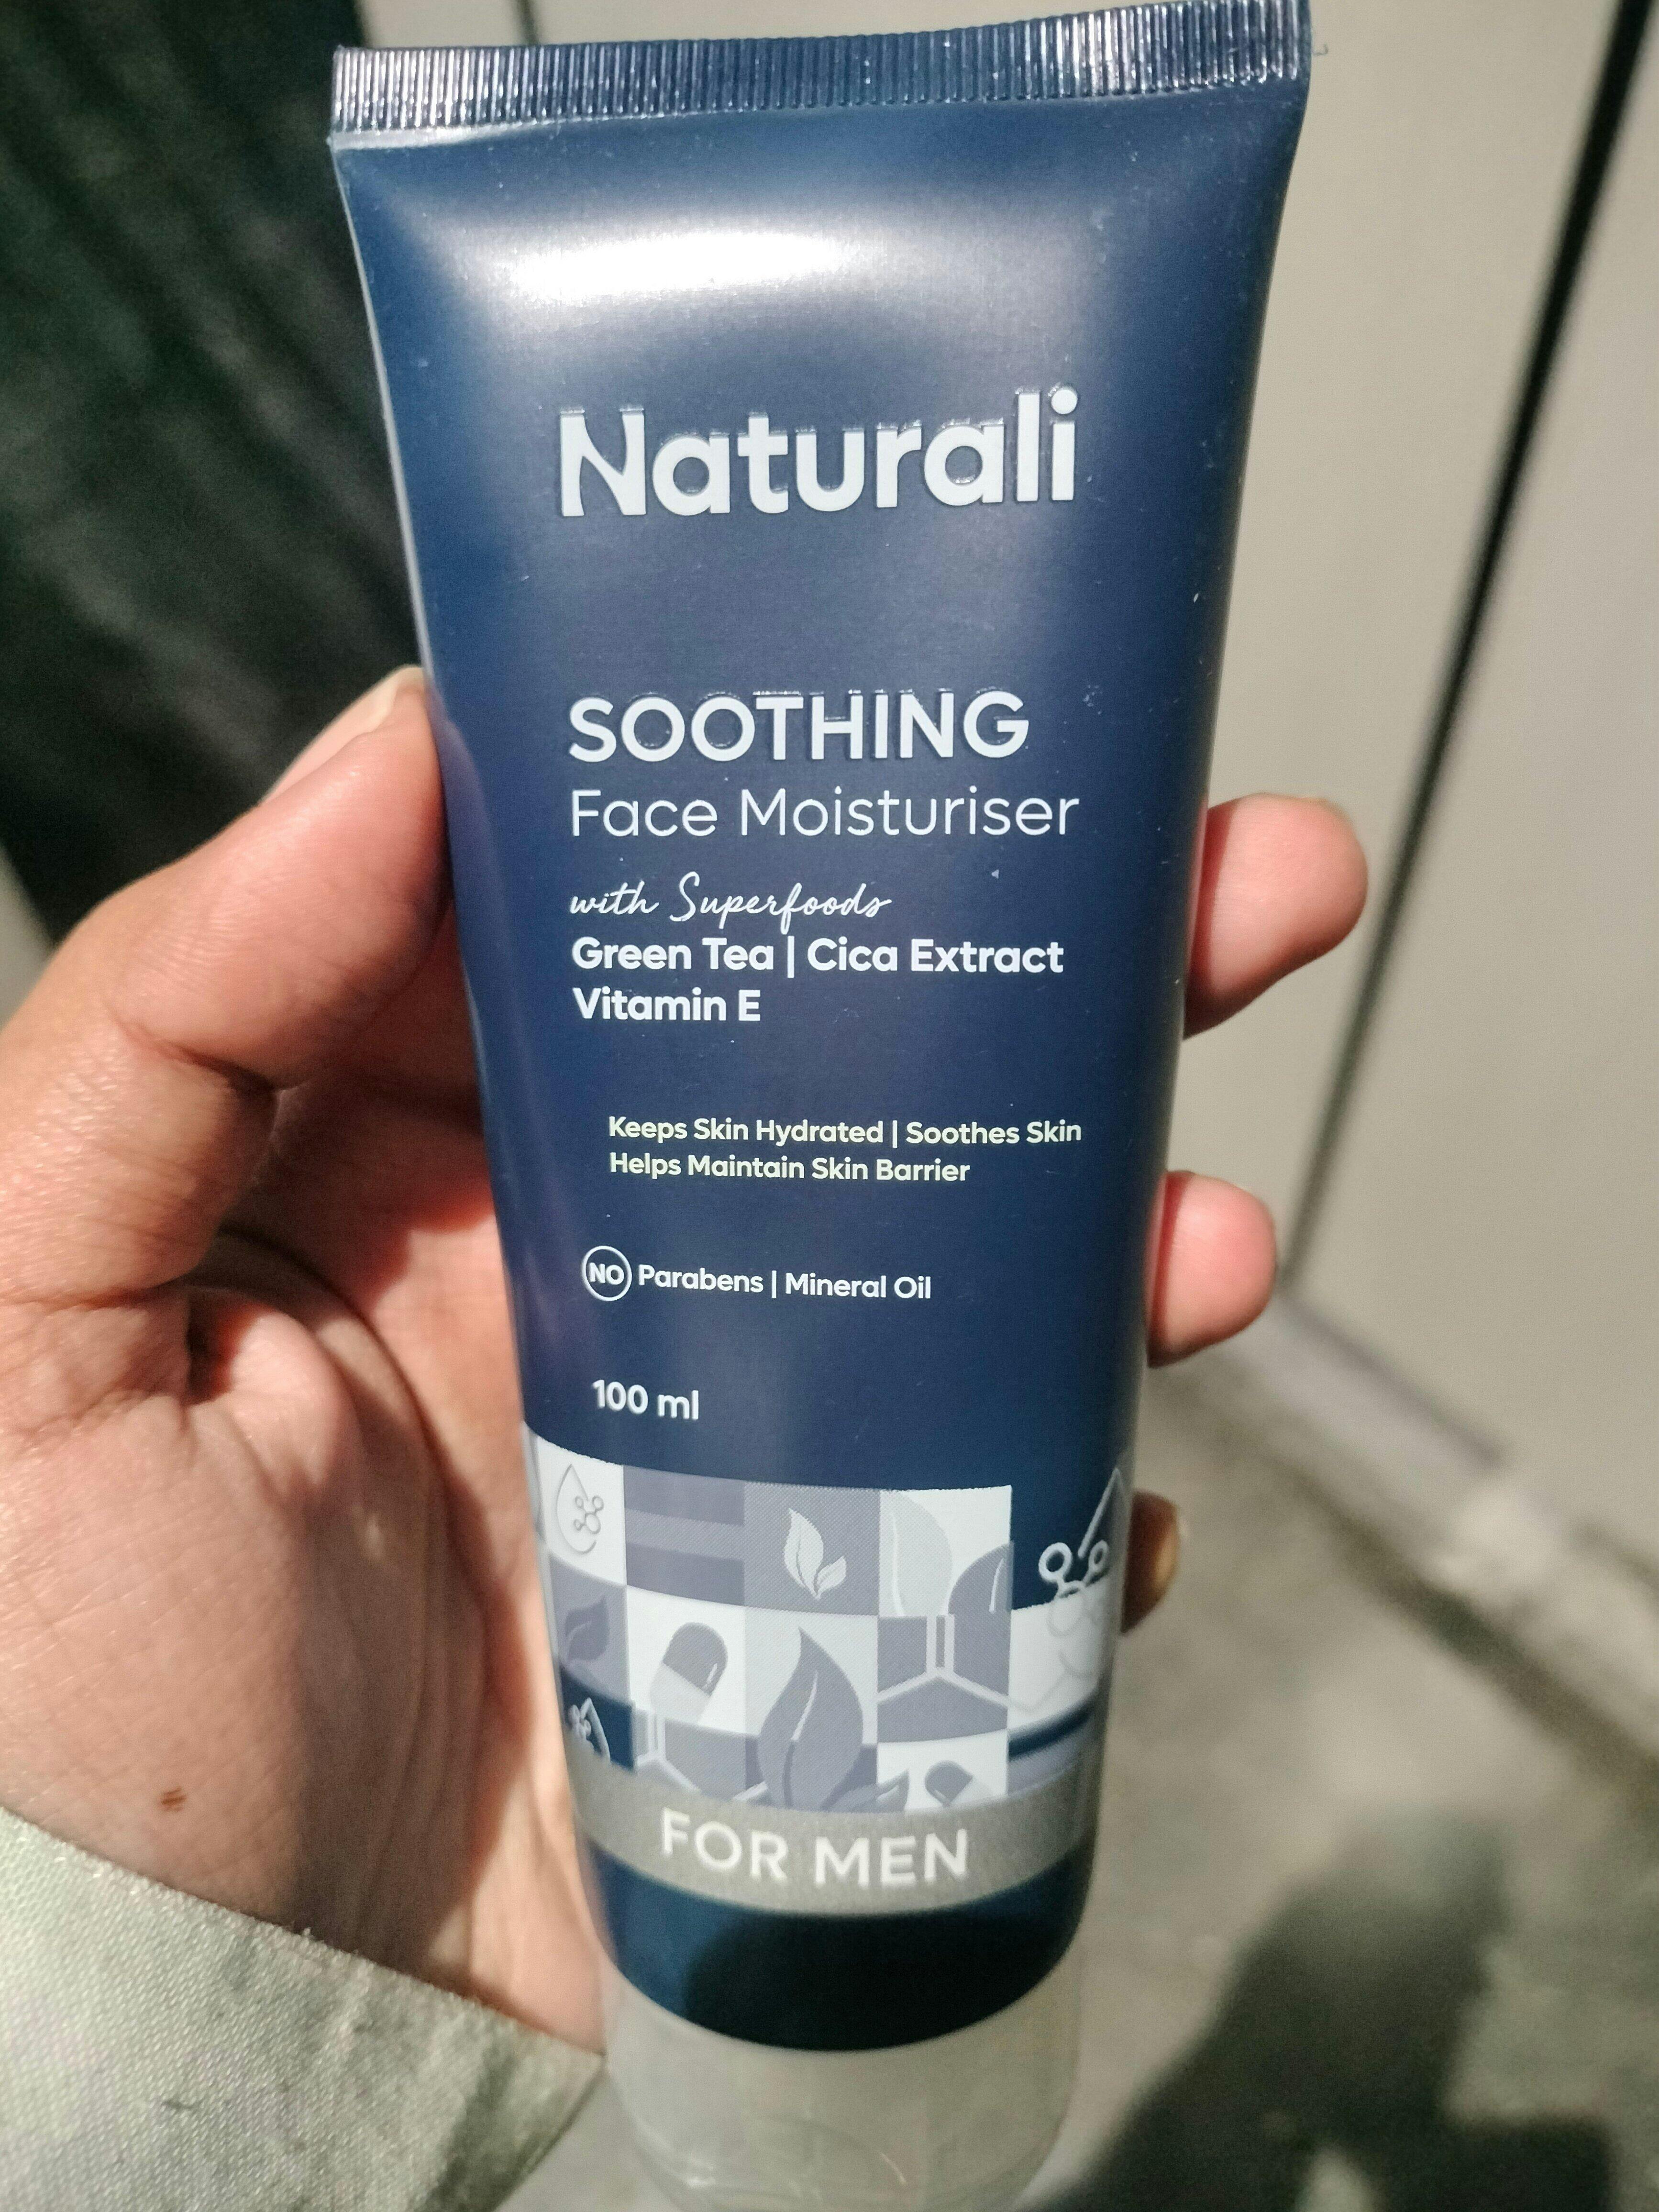 Naturali
SOOTHING
Face Moisturiser
with Superfoods
Green Tea | Cica Extract
Vitamin E
Keeps Skin Hydrated | Soothes Skin
Helps Maintain Skin Barrier
NO Parabens | Mineral Oil
100 ml
FOR MEN